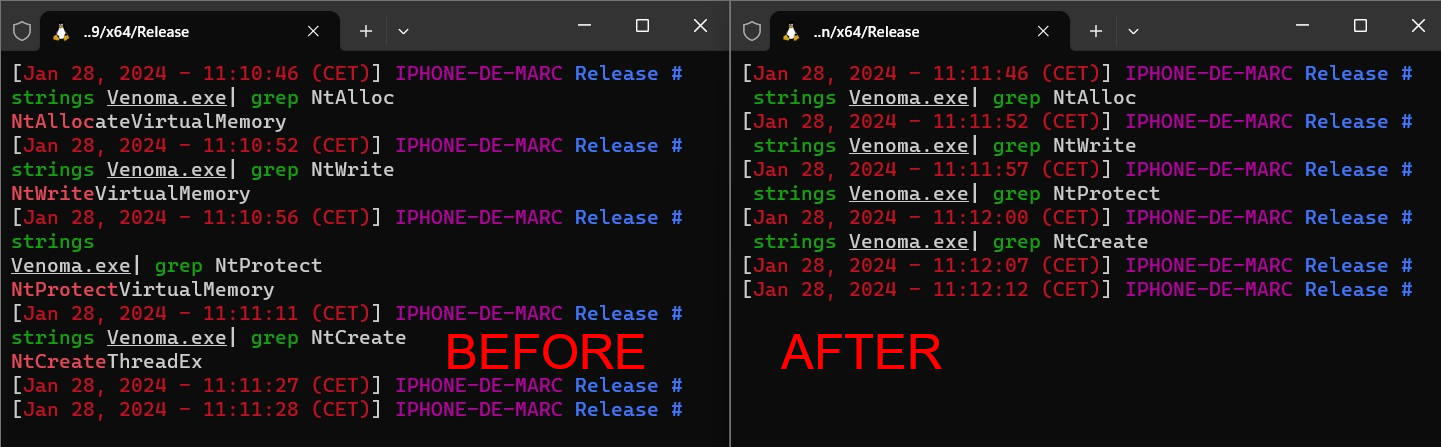 ..9/x64/Release
[Jan 28, 2024 - 11:10:46 (CET)] IPHONE-DE-MARC Release #
strings Venoma.exe| grep NtAlloc
NtAllocateVirtualMemory
[Jan 28, 2024 - 11:10:52 (CET)] IPHONE-DE-MARC Release #
strings Venoma.exe| grep NtWrite
NtWriteVirtualMemory
[Jan 28, 2024 - 11:10:56 (CET)] IPHONE-DE-MARC Release #
strings
Venoma.exe| grep NtProtect
NtProtectVirtualMemory
[Jan 28, 2024 - 11:11:11 (CET)] IPHONE-DE-MARC Release #
strings Venoma.exe| grep NtCreate
NtCreateThreadEx
[Jan 28, 2024 - 11:11:27 (CET)] IPHONE-DE-MARC Release #
[Jan 28, 2024 - 11:11:28 (CET)] IPHONE-DE-MARC Release #
BEFORE
..n/x64/Release
[Jan 28, 2024 - 11:11:46 (CET)] IPHONE-DE-MARC Release #
strings Venoma.exe| grep NtAlloc
[Jan 28, 2024 - 11:11:52 (CET)] IPHONE-DE-MARC Release #
strings Venoma.exe| grep NtWrite
[Jan 28, 2024 - 11:11:57 (CET)] IPHONE-DE-MARC Release #
strings Venoma.exe| grep NtProtect
[Jan 28, 2024 - 11:12:00 (CET)] IPHONE-DE-MARC Release #
strings Venoma.exe| grep NtCreate
[Jan 28, 2024 - 11:12:07 (CET)] IPHONE-DE-MARC Release #
[Jan 28, 2024 - 11:12:12 (CET)] IPHONE-DE-MARC Release #
AFTER